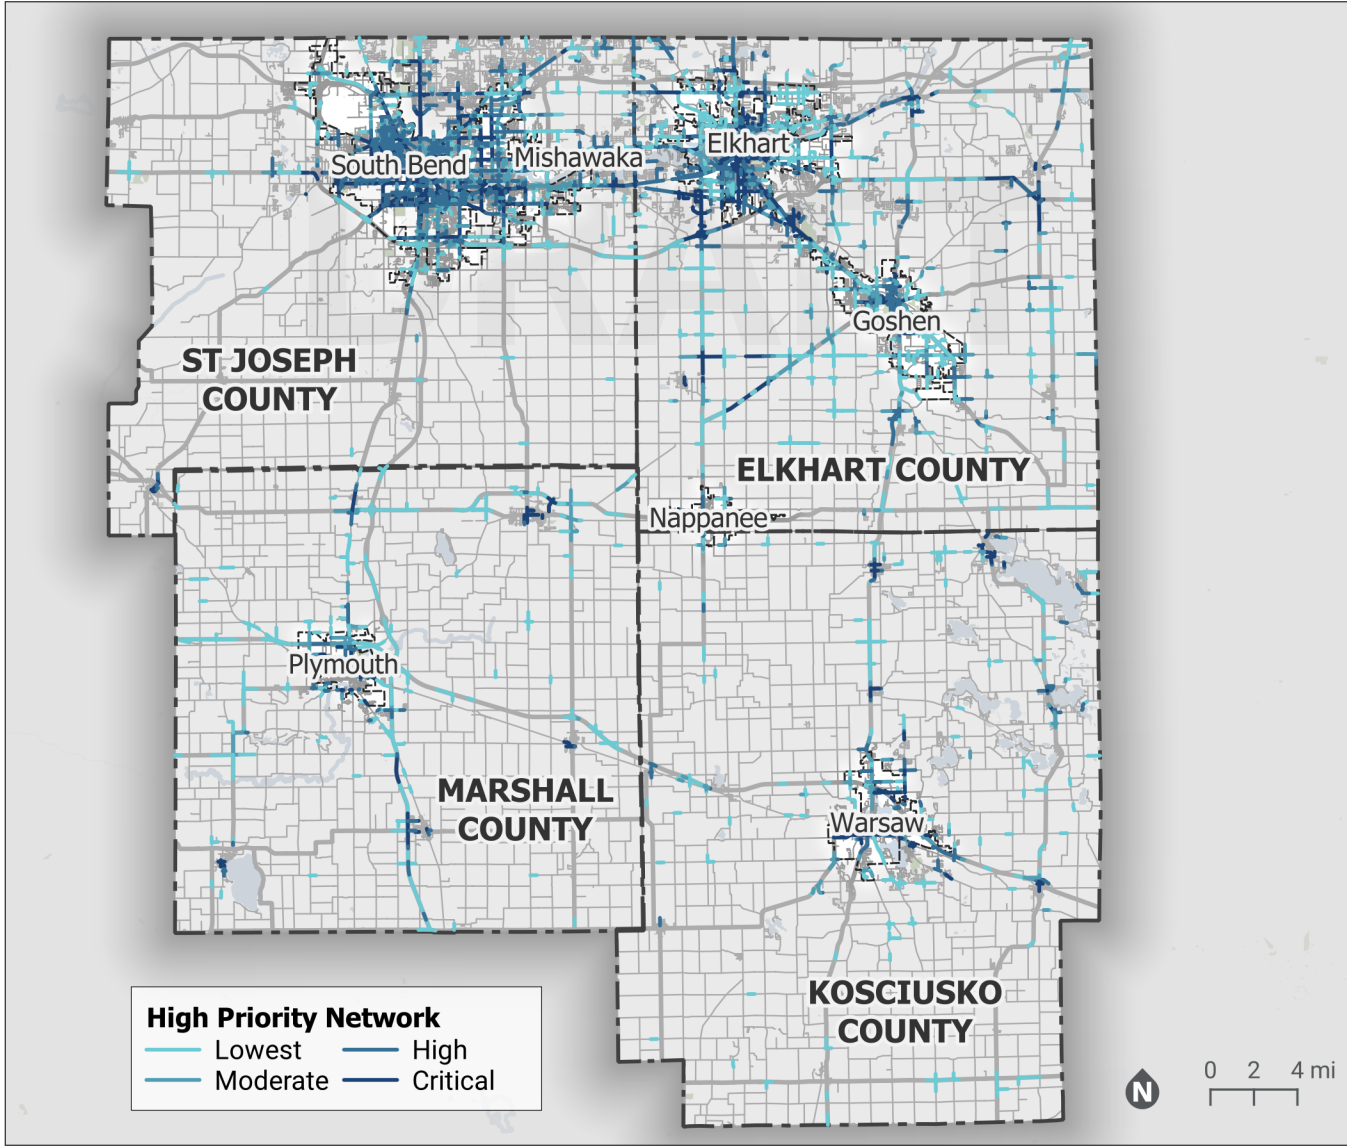 South Bend
Mishawaka
Elkhart
Goshen
ST JOSEPH
COUNTY
ELKHART COUNTY
Nappanee
Plymouth
MARSHALL
COUNTY
Warsaw
KOSCIUSKO
COUNTY
High Priority Network
Lowest
High
Moderate
Critical
N
0 2 4 mi